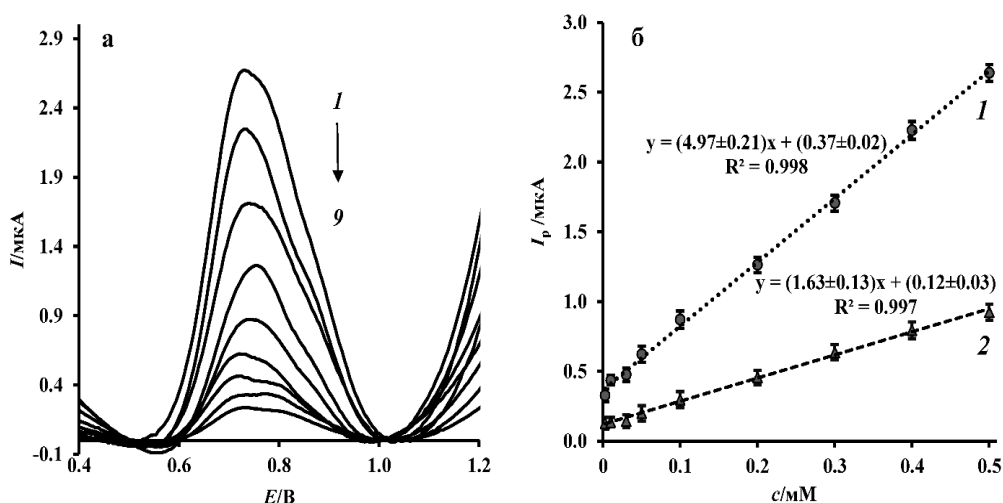 а
I/мкА
2.9
2.4
1.9
1.4
0.9
0.4
-0.1
0.4
0.6
0.8
1.0
1.2
E/В
1
9
б
Iр /мкА
3.0
2.5
2.0
1.5
1.0
0.5
0.0
0
0.1
0.2
0.3
0.4
0.5
c/мМ
y = (4.97±0.21)x + (0.37±0.02)
R² = 0.998
1
y = (1.63±0.13)x + (0.12±0.03)
R² = 0.997
2